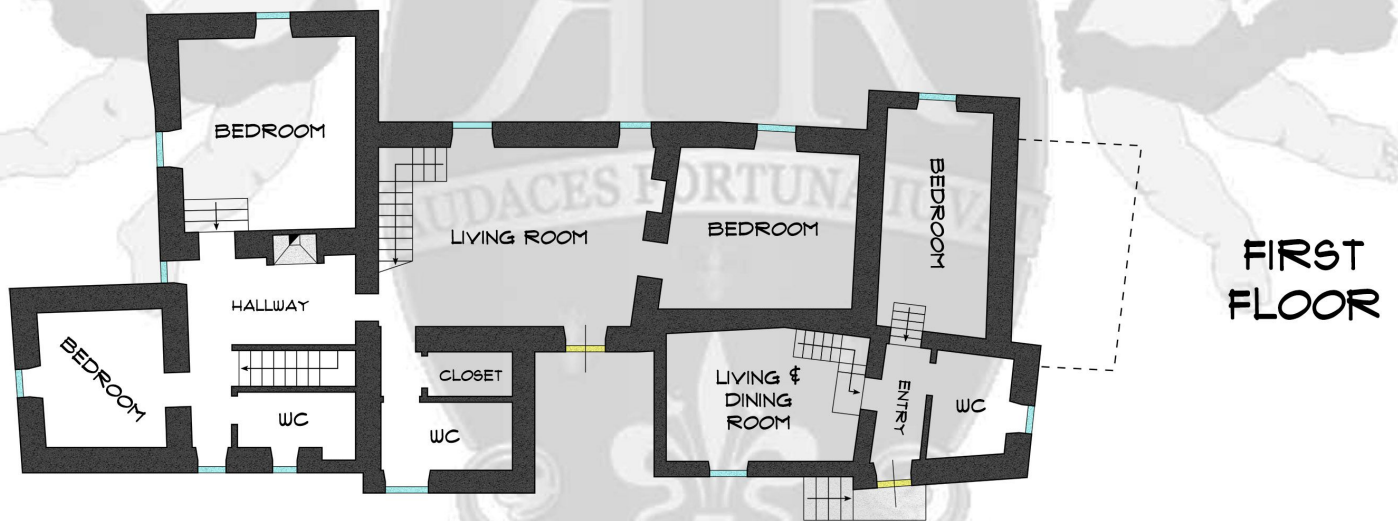 BEDROOM
BEDROOM
LIVING ROOM
BEDROOM
HALLWAY
FIRST
FLOOR
BEDROOM
CLOSET
LIVING &
DINING
ROOM
ENTRY
WC
WC
WC
AUDACES FORTUNA IUVAT